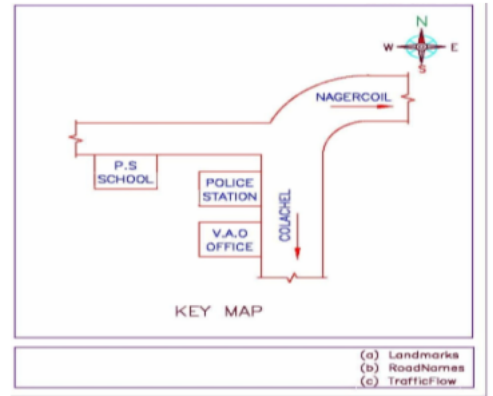 N
W E
S
NAGERCOIL
P.S
SCHOOL
POLICE
STATION
V.A.O
OFFICE
COLACHEL
KEY MAP
(a) Landmarks
(b) RoadNames
(c) TrafficFlow